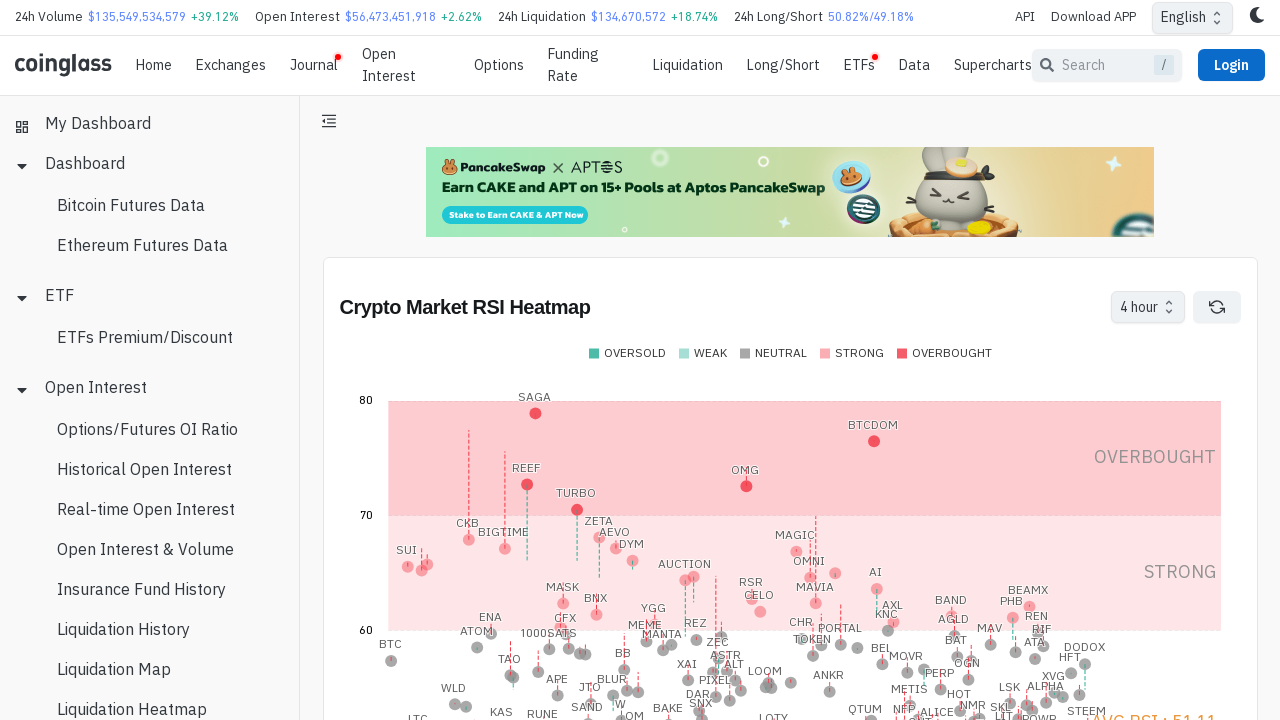 24h Volume $135,549,534,579 +39.12% Open Interest $56,473,451,918 +2.62% 24h Liquidation $134,670,572 +18.74% 24h Long/Short 50.82%/49.18% API Download APP English
coinglass Home Exchanges Journal Open Interest Options Funding Rate Liquidation Long/Short ETFs Data Supercharts Search / Login
My Dashboard
Dashboard
Bitcoin Futures Data
Ethereum Futures Data
ETF
ETFs Premium/Discount
Open Interest
Options/Futures OI Ratio
Historical Open Interest
Real-time Open Interest
Open Interest & Volume
Insurance Fund History
Liquidation History
Liquidation Map
Liquidation Heatmap
PancakeSwap × APTOS
Earn CAKE and APT on 15+ Pools at Aptos PancakeSwap
Stake to Earn CAKE & APT Now
Crypto Market RSI Heatmap
4 hour
OVERSOLD WEAK NEUTRAL STRONG OVERBOUGHT
80
SAGA
BTCDOM
OVERBOUGHT
REEF
OMG
TURBO
70
CKB
BIGTIME
ZETA
AEVO
DYM
MAGIC
SUI
AUCTION
OMNI
AI
STRONG
MASK
BNX
RSR
CELO
MAVIA
BEAMX
BAND
PHB
AXL
KNC
YGG
ENA
CFX
MEME
REZ
CHR
PORTAL
AGLD
REN
60
ATOM
1000SATS
MANTA
TOKEN
MAV
RIF
BTC
ZEC
BAT
ATA
DODOX
TAO
BB
XAI
ASTR
ALT
BEL
MOVR
OGN
HFT
WLD
APE
JTO
BLUR
PIXEL
LOOM
ANKR
PERP
XVG
DAR
SNX
METIS
HOT
LSK
ALPHA
LTC
KAS
RUNE
SAND
BAKE
QTUM
NFP
ALICE
NMR
STEEM
AVG RSI : 51.11